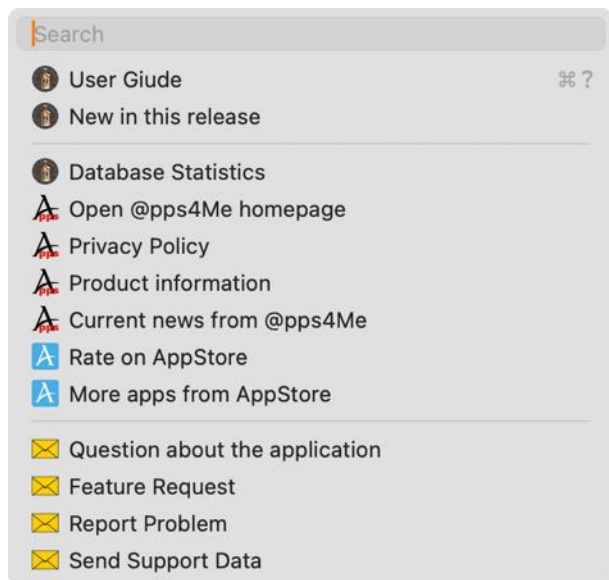 Search
User Giude ⌘ ?
New in this release
Database Statistics
Open @pps4Me homepage
Privacy Policy
Product information
Current news from @pps4Me
Rate on AppStore
More apps from AppStore
Question about the application
Feature Request
Report Problem
Send Support Data